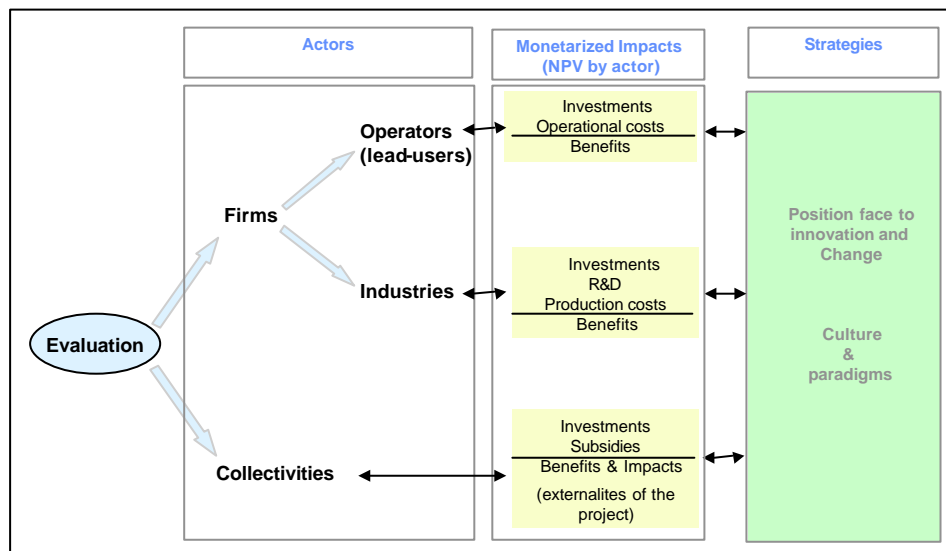 Actors
Monetarized Impacts
(NPV by actor)
Strategies
Investments
Operational costs
Benefits
Operators
(lead-users)
Firms
Position face to
innovation and
Change
Investments
R&D
Production costs
Benefits
Industries
Evaluation
Culture
&
paradigms
Investments
Subsidies
Benefits & Impacts
(externalites of the
project)
Collectivities